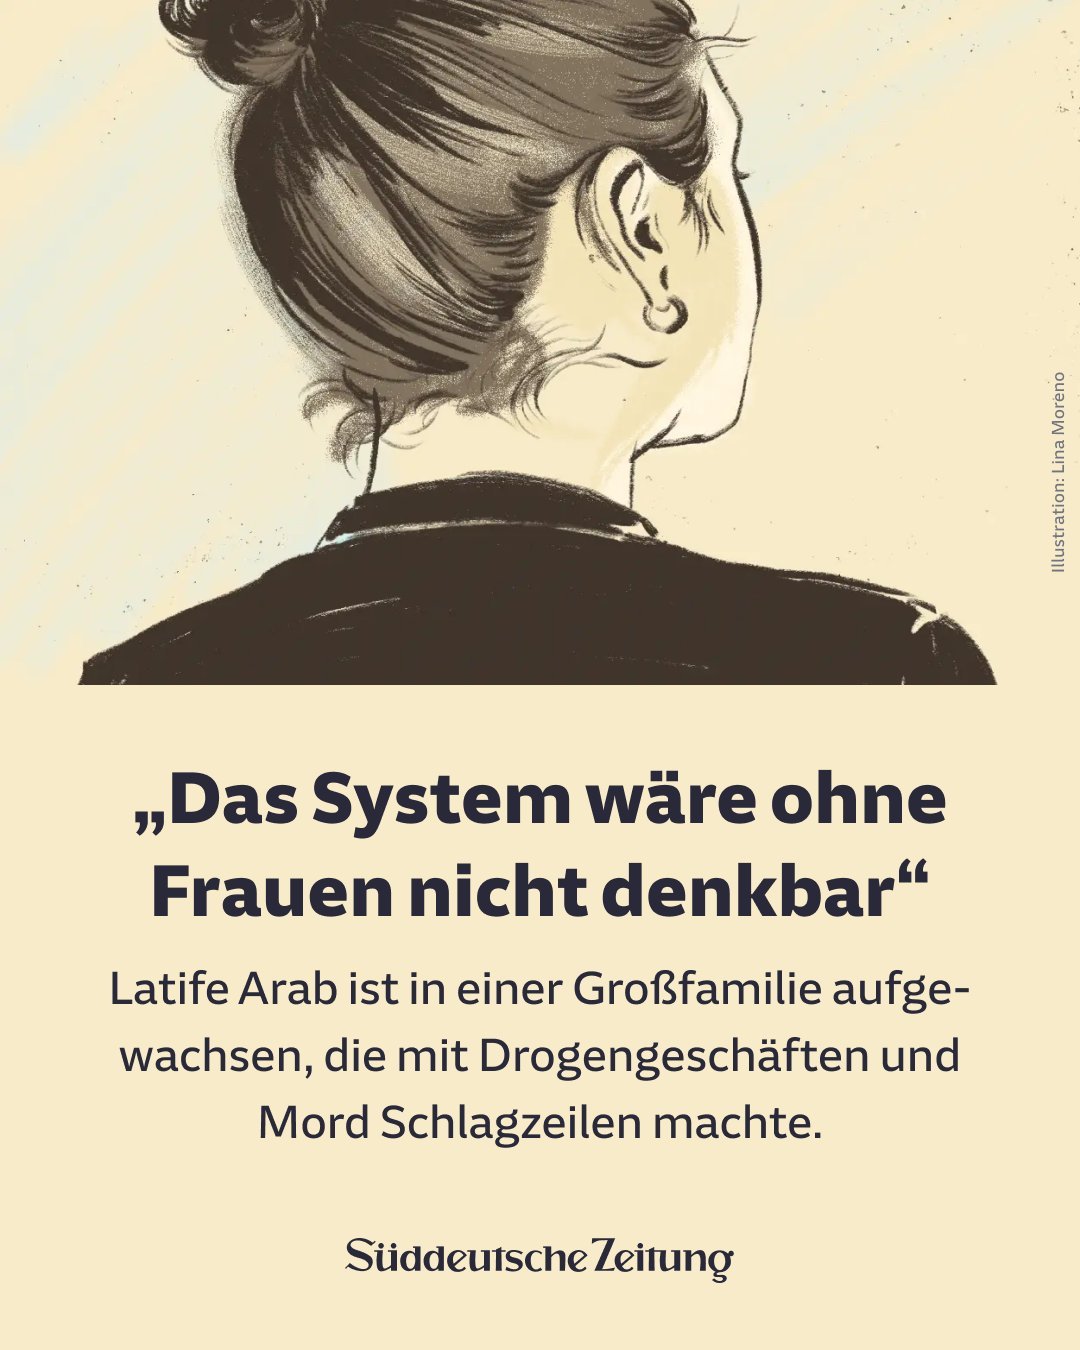 Illustration: Lina Moreno
„Das System wäre ohne
Frauen nicht denkbar“
Latife Arab ist in einer Großfamilie aufge-
wachsen, die mit Drogengeschäften und
Mord Schlagzeilen machte.
Süddeutsche Zeitung